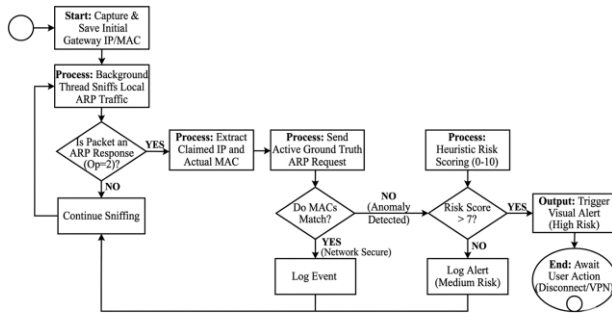 Start: Capture &
Save Initial
Gateway IP/MAC
Process: Background
Thread Sniffs Local
ARP Traffic
Is Packet an
ARP Response
(Op=2)?
YES
NO
Continue Sniffing
Process: Extract
Claimed IP and
Actual MAC
Process: Send
Active Ground Truth
ARP Request
Do MACs
Match?
NO
(Anomaly
Detected)
YES
(Network Secure)
Log Event
Process:
Heuristic Risk
Scoring (0-10)
Risk Score
> 7?
YES
NO
Log Alert
(Medium Risk)
Output: Trigger
Visual Alert
(High Risk)
End: Await
User Action
(Disconnect/VPN)